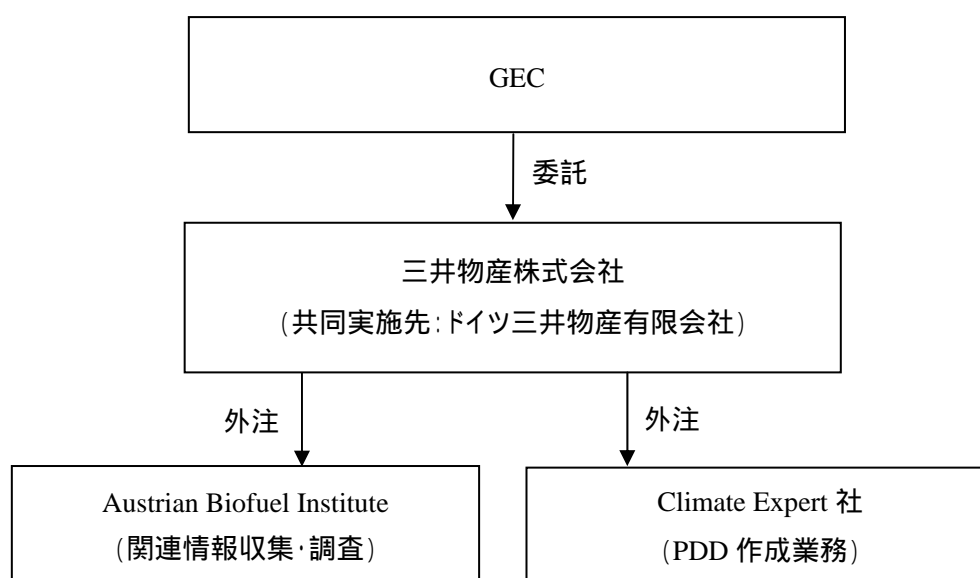 GEC
委託
三井物産株式会社
(共同実施先:ドイツ三井物産有限会社)
外注
外注
Austrian Biofuel Institute
(関連情報収集・調査)
Climate Expert 社
(PDD 作成業務)